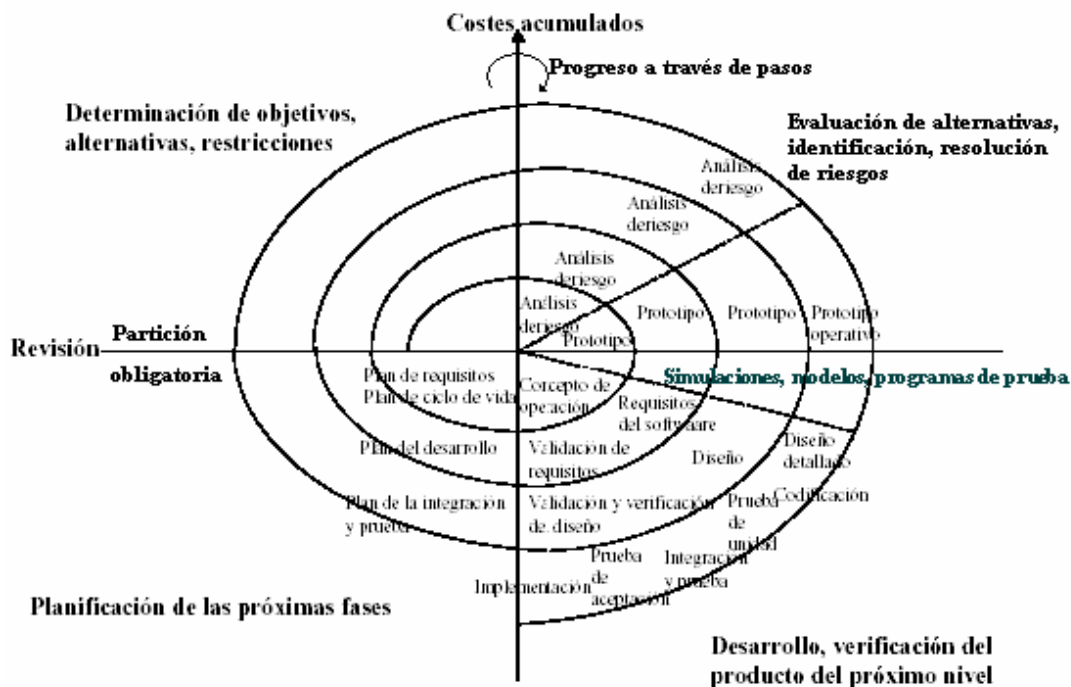 Costes acumulados
Progreso a través de pasos
Determinación de objetivos,
alternativas, restricciones
Evaluación de alternativas,
identificación, resolución
de riesgos
Análisis
deriesgo
Análisis
deriesgo
Análisis
deriesgo
Análisis
deriesgo
Prototipo
Prototipo
Prototipo
Prototipo
operativo
Revisión
Partición
obligatoria
Simulaciones, modelos, programas de prueba
Plan de requisitos
Plan de ciclo de vida
Concepto de
operación
Requisitos
del software
Plan del desarrollo
Validación de
requisitos
Diseño
Diseño
detallado
Plan de la integración
y prueba
Validación y verificación
de diseño
Prueba
de
unidad
Codificación
Implementación
Prueba
de
aceptación
Integración
y prueba
Planificación de las próximas fases
Desarrollo, verificación del
producto del próximo nivel